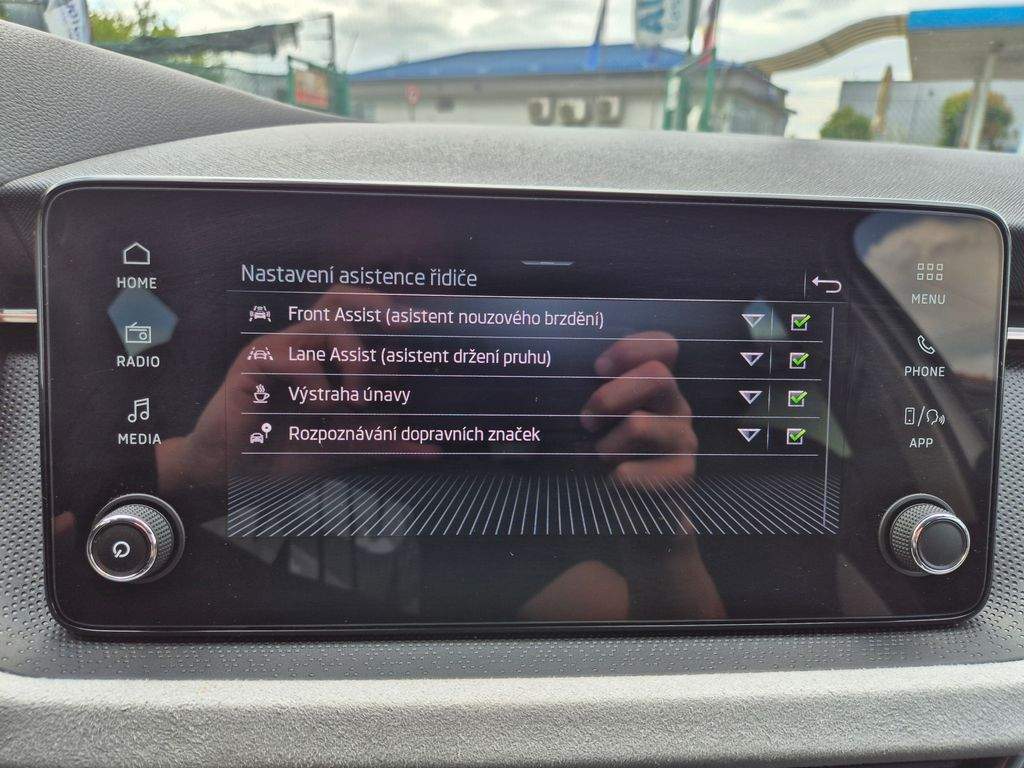 Nastavení asistence řidiče
Front Assist (asistent nouzového brzdění)
Lane Assist (asistent držení pruhu)
Výstraha únavy
Rozpoznávání dopravních značek
HOME
RADIO
MEDIA
MENU
PHONE
APP